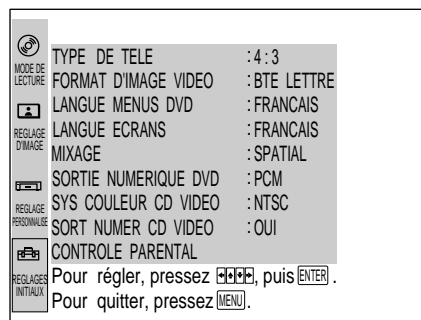 MODE DE
LECTURE
REGLAGE
D'IMAGE
REGLAGE
PERSONNALISE
REGLAGES
INITIAUX
TYPE DE TELE :4:3
FORMAT D'IMAGE VIDEO :BTE LETTRE
LANGUE MENUS DVD :FRANCAIS
LANGUE ECRANS :FRANCAIS
MIXAGE :SPATIAL
SORTIE NUMERIQUE DVD :PCM
SYS COULEUR CD VIDEO :NTSC
SORT NUMER CD VIDEO :OUI
CONTROLE PARENTAL
Pour régler, pressez , puis ENTER .
Pour quitter, pressez MENU.